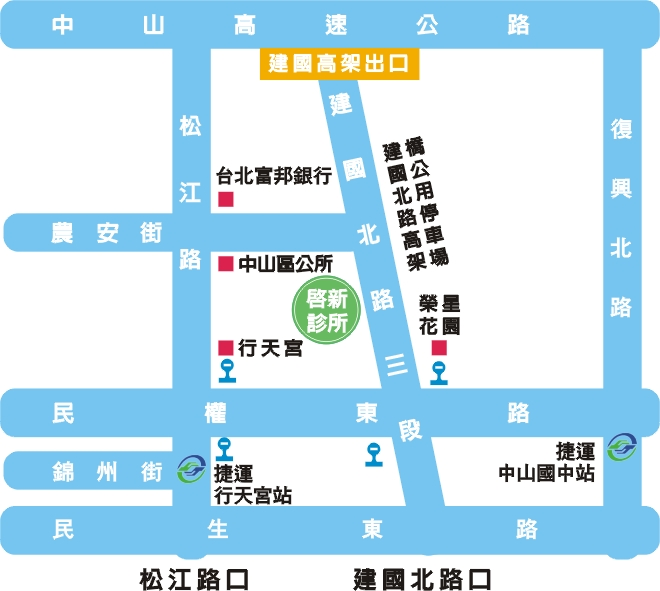 中山高速公路
建國高架出口
松江路
建國北路三段
復興北路
建國北路高架
橋公用停車場
台北富邦銀行
農安街
中山區公所
啓新
診所
榮星
花園
行天宮
民權東路
錦州街
捷運
行天宮站
捷運
中山國中站
民生東路
松江路口
建國北路口